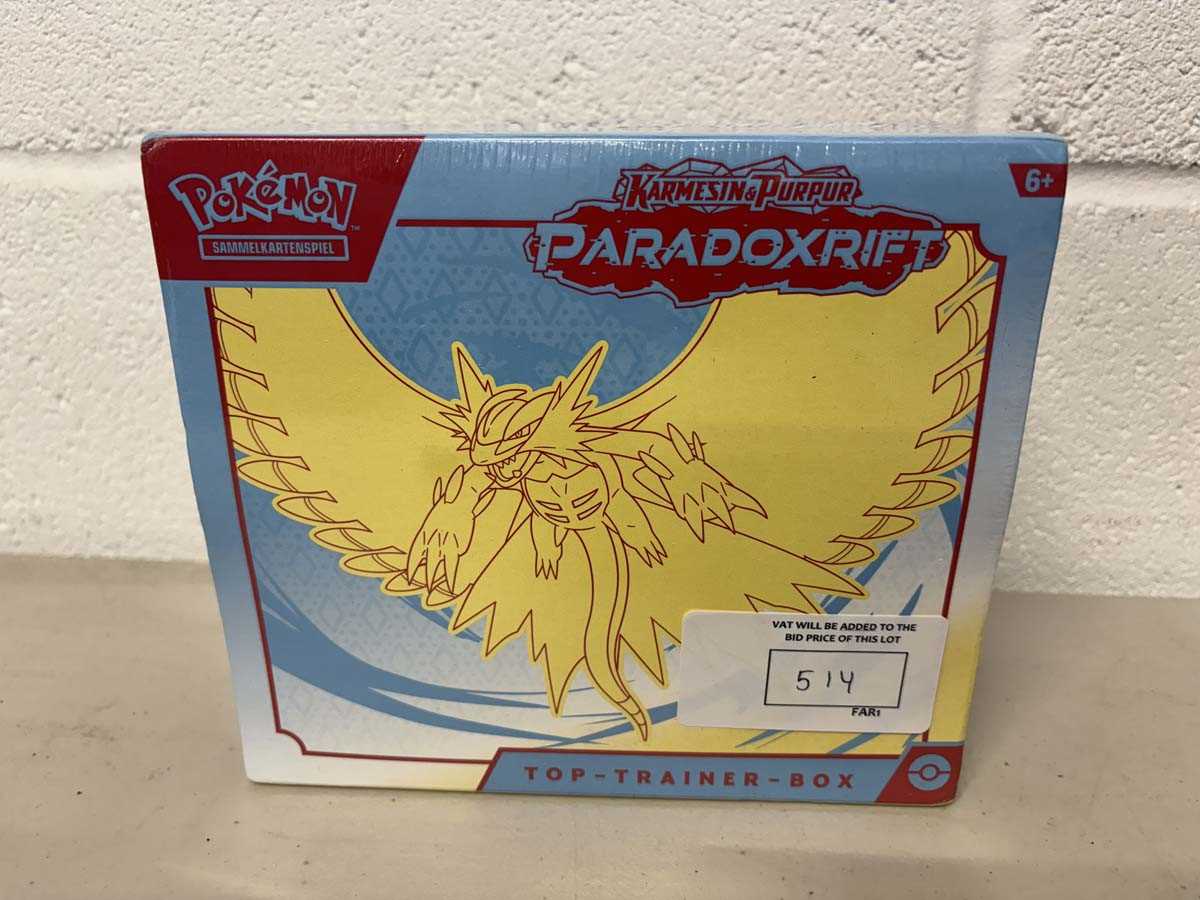 POKéMON
SAMMELKARTENSPIEL
KARMESIN & PURPUR
PARADOXRIFT
6+
VAT WILL BE ADDED TO THE
BID PRICE OF THIS LOT
514
FAR1
TOP-TRAINER-BOX